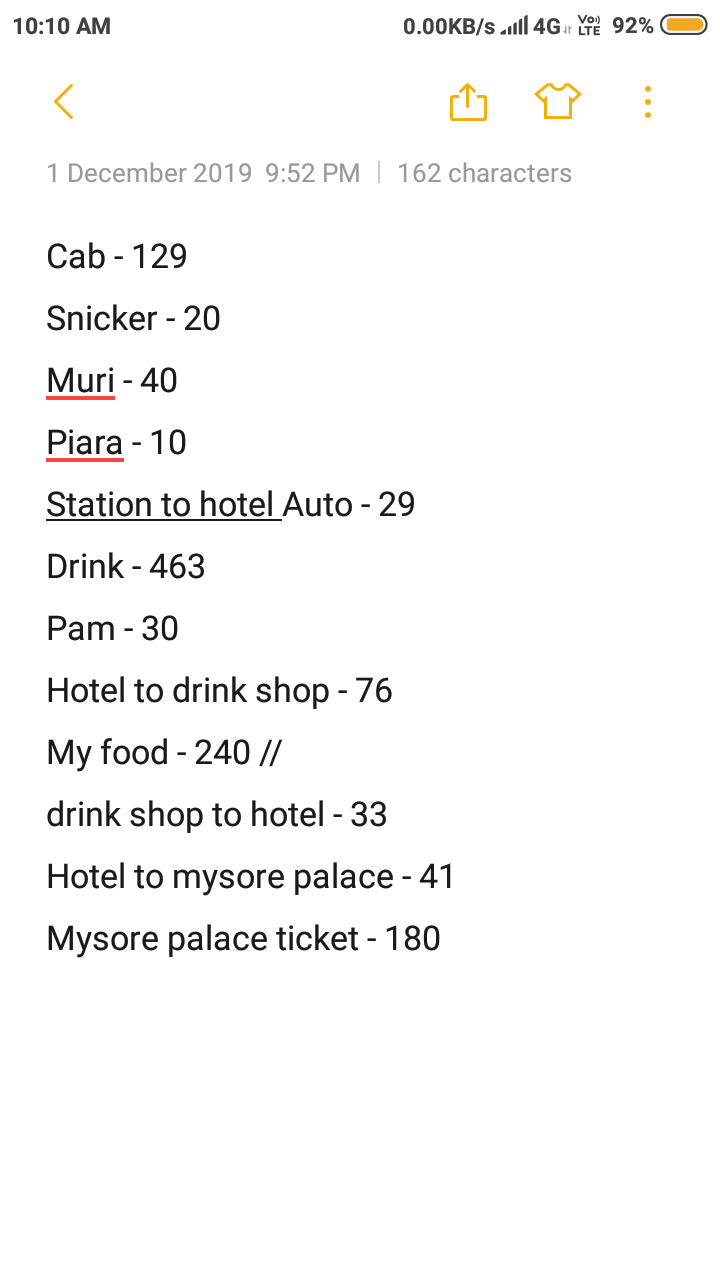 10:10 AM 0.00KB/s 4G Vo) LTE 92%
1 December 2019 9:52 PM | 162 characters
Cab - 129
Snicker - 20
Muri - 40
Piara - 10
Station to hotel Auto - 29
Drink - 463
Pam - 30
Hotel to drink shop - 76
My food - 240 //
drink shop to hotel - 33
Hotel to mysore palace - 41
Mysore palace ticket - 180